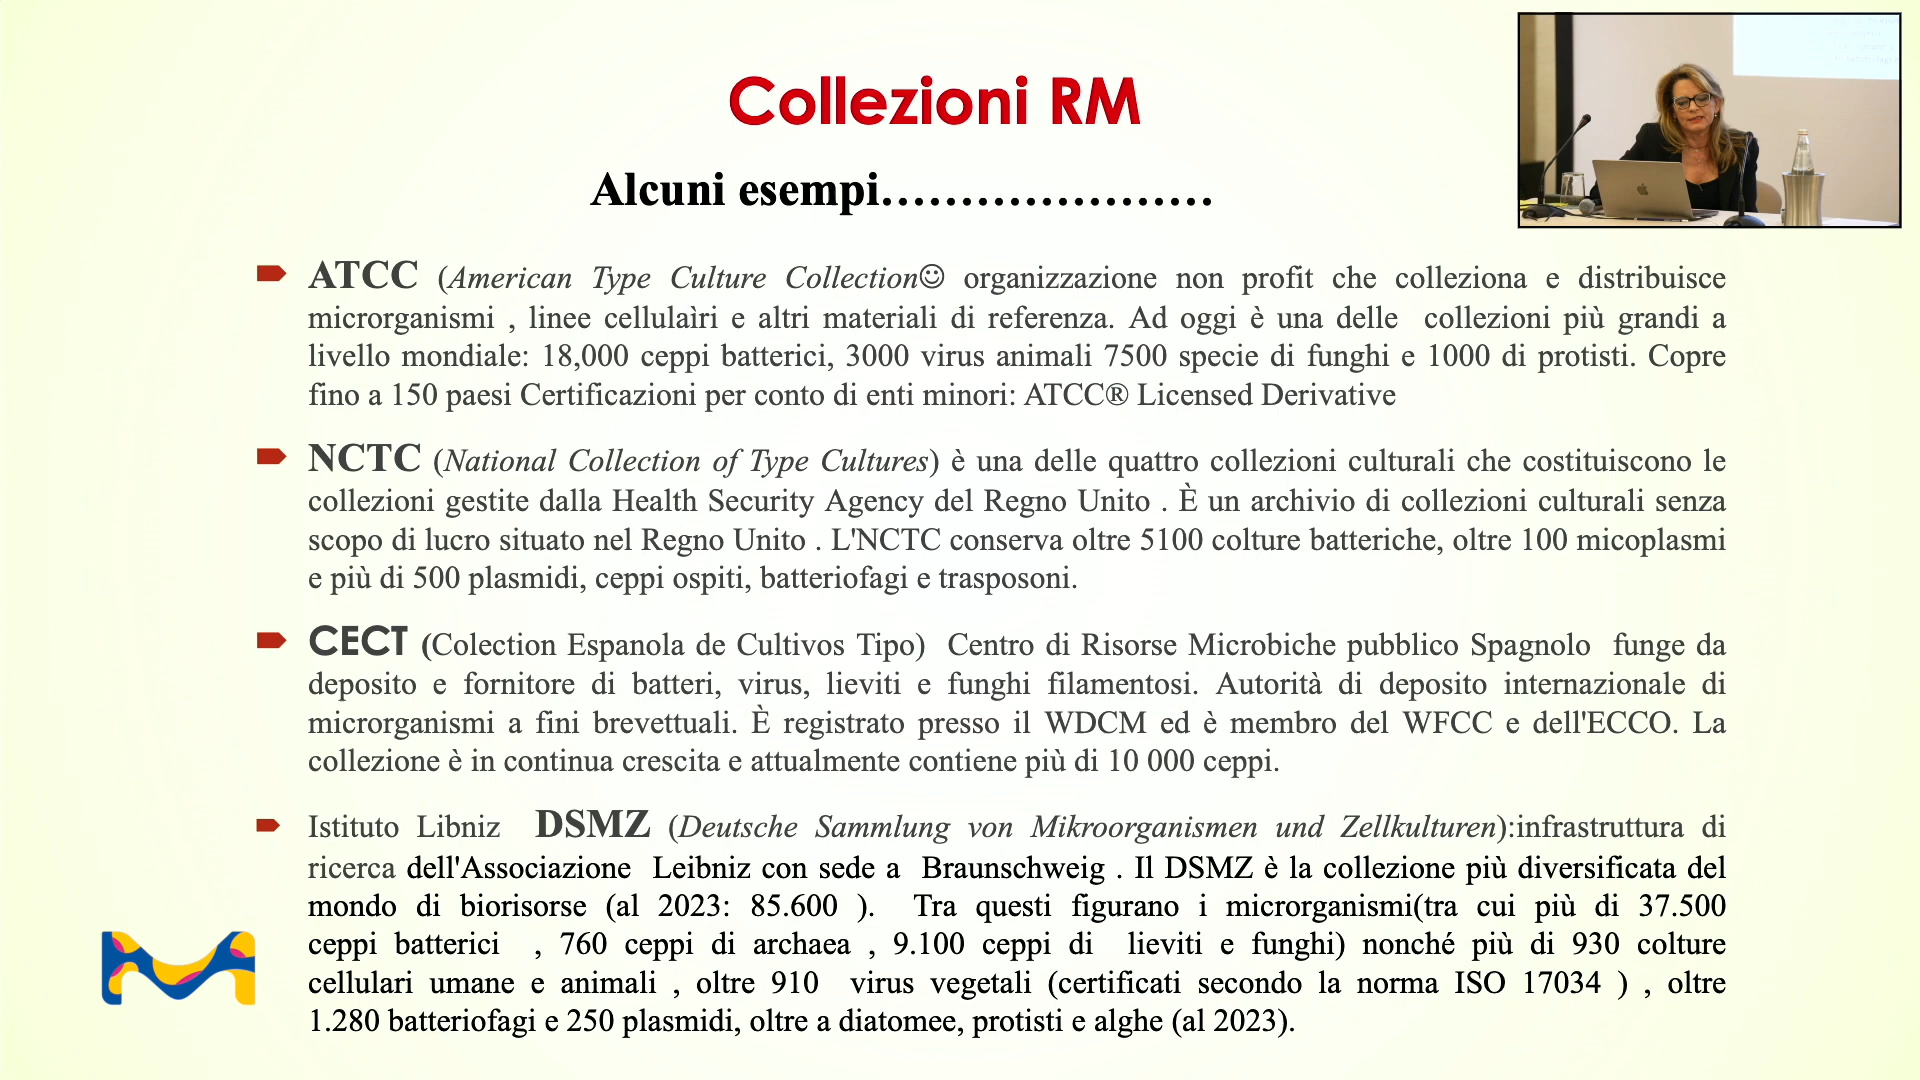 Collezioni RM
Alcuni esempi.....................
ATCC (American Type Culture Collection☺ organizzazione non profit che colleziona e distribuisce
microrganismi , linee cellulaìri e altri materiali di referenza. Ad oggi è una delle collezioni più grandi a
livello mondiale: 18,000 ceppi batterici, 3000 virus animali 7500 specie di funghi e 1000 di protisti. Copre
fino a 150 paesi Certificazioni per conto di enti minori: ATCC® Licensed Derivative
NCTC (National Collection of Type Cultures) è una delle quattro collezioni culturali che costituiscono le
collezioni gestite dalla Health Security Agency del Regno Unito . È un archivio di collezioni culturali senza
scopo di lucro situato nel Regno Unito . L'NCTC conserva oltre 5100 colture batteriche, oltre 100 micoplasmi
e più di 500 plasmidi, ceppi ospiti, batteriofagi e trasposoni.
CECT (Colection Espanola de Cultivos Tipo) Centro di Risorse Microbiche pubblico Spagnolo funge da
deposito e fornitore di batteri, virus, lieviti e funghi filamentosi. Autorità di deposito internazionale di
microrganismi a fini brevettuali. È registrato presso il WDCM ed è membro del WFCC e dell'ECCO. La
collezione è in continua crescita e attualmente contiene più di 10 000 ceppi.
Istituto Libniz DSMZ (Deutsche Sammlung von Mikroorganismen und Zellkulturen):infrastruttura di
ricerca dell'Associazione Leibniz con sede a Braunschweig . Il DSMZ è la collezione più diversificata del
mondo di biorisorse (al 2023: 85.600 ). Tra questi figurano i microrganismi(tra cui più di 37.500
ceppi batterici , 760 ceppi di archaea , 9.100 ceppi di lieviti e funghi) nonché più di 930 colture
cellulari umane e animali , oltre 910 virus vegetali (certificati secondo la norma ISO 17034 ) , oltre
1.280 batteriofagi e 250 plasmidi, oltre a diatomee, protisti e alghe (al 2023).